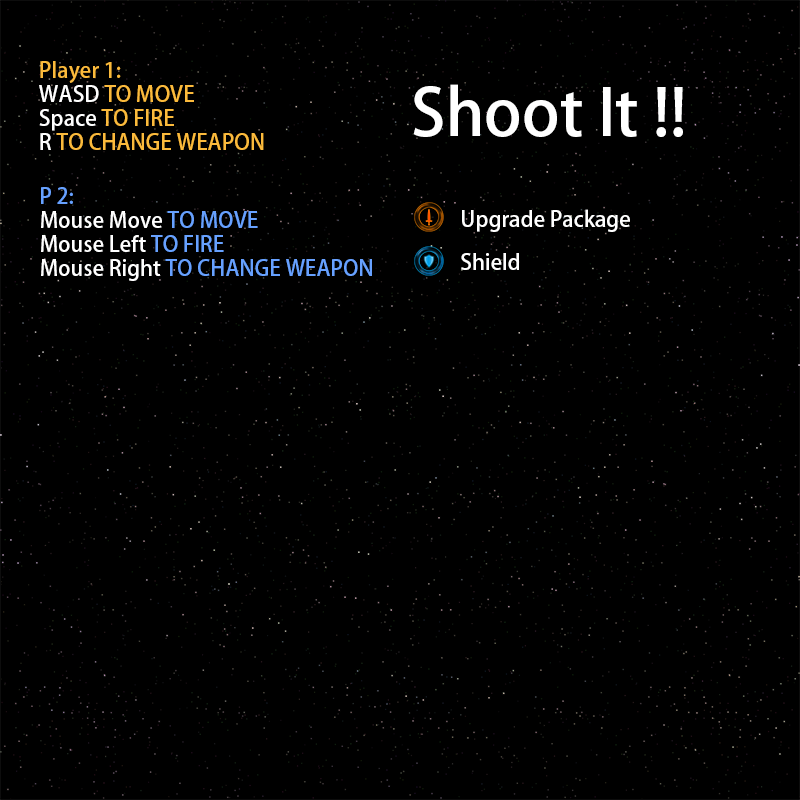 Player 1:
WASD TO MOVE
Space TO FIRE
R TO CHANGE WEAPON
P 2:
Mouse Move TO MOVE
Mouse Left TO FIRE
Mouse Right TO CHANGE WEAPON
Shoot It !!
Upgrade Package
Shield